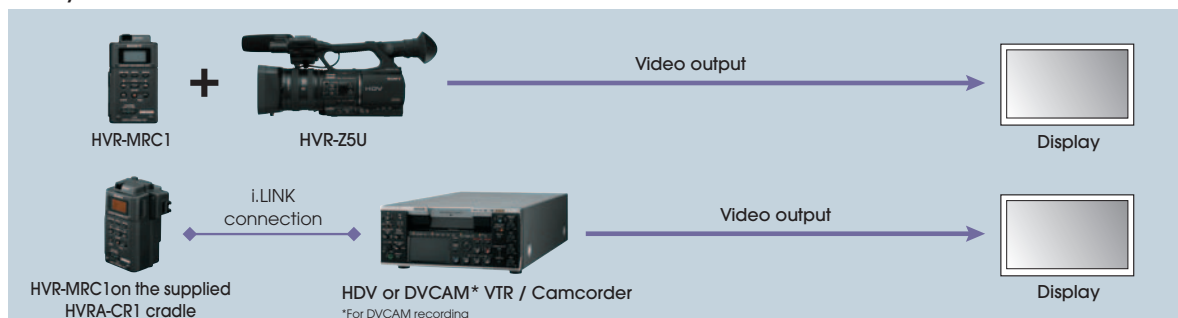 Video output
HVR-MRC1
HVR-Z5U
Display
i.LINK
connection
Video output
HVR-MRC1on the supplied
HVRA-CR1 cradle
HDV or DVCAM* VTR / Camcorder
*For DVCAM recording
Display